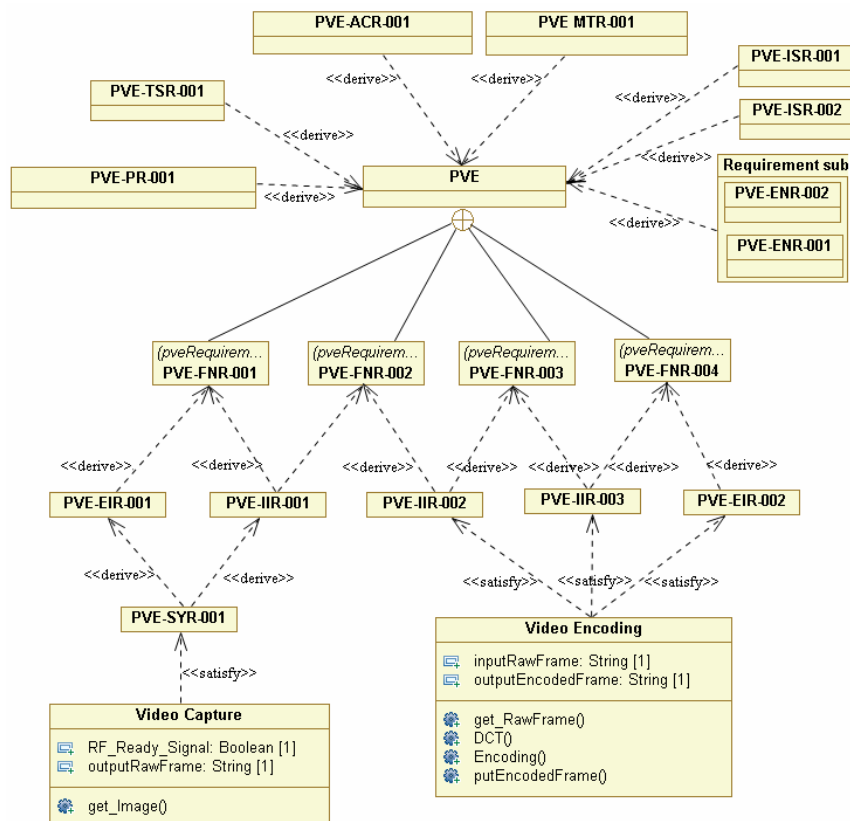 PVE-ACR-001
PVE MTR-001
PVE-ISR-001
<<derive>>
<<derive>>
<<derive>>
PVE-TSR-001
PVE-ISR-002
<<derive>>
<<derive>>
Requirement sub
PVE-PR-001
PVE
<<derive>>
<<derive>>
PVE-ENR-002
PVE-ENR-001
(pveRequirem...
PVE-FNR-001
(pveRequirem...
PVE-FNR-002
(pveRequirem...
PVE-FNR-003
(pveRequirem...
PVE-FNR-004
<<derive>>
<<derive>>
<<derive>>
<<derive>>
<<derive>>
<<derive>>
<<derive>>
<<derive>>
PVE-EIR-001
PVE-IIR-001
PVE-IIR-002
PVE-IIR-003
PVE-EIR-002
<<derive>>
<<derive>>
<<satisfy>>
<<satisfy>>
<<satisfy>>
PVE-SYR-001
<<satisfy>>
Video Encoding
inputRawFrame: String [1]
outputEncodedFrame: String [1]
get_RawFrame()
DCT()
Encoding()
putEncodedFrame()
Video Capture
RF_Ready_Signal: Boolean [1]
outputRawFrame: String [1]
get_Image()